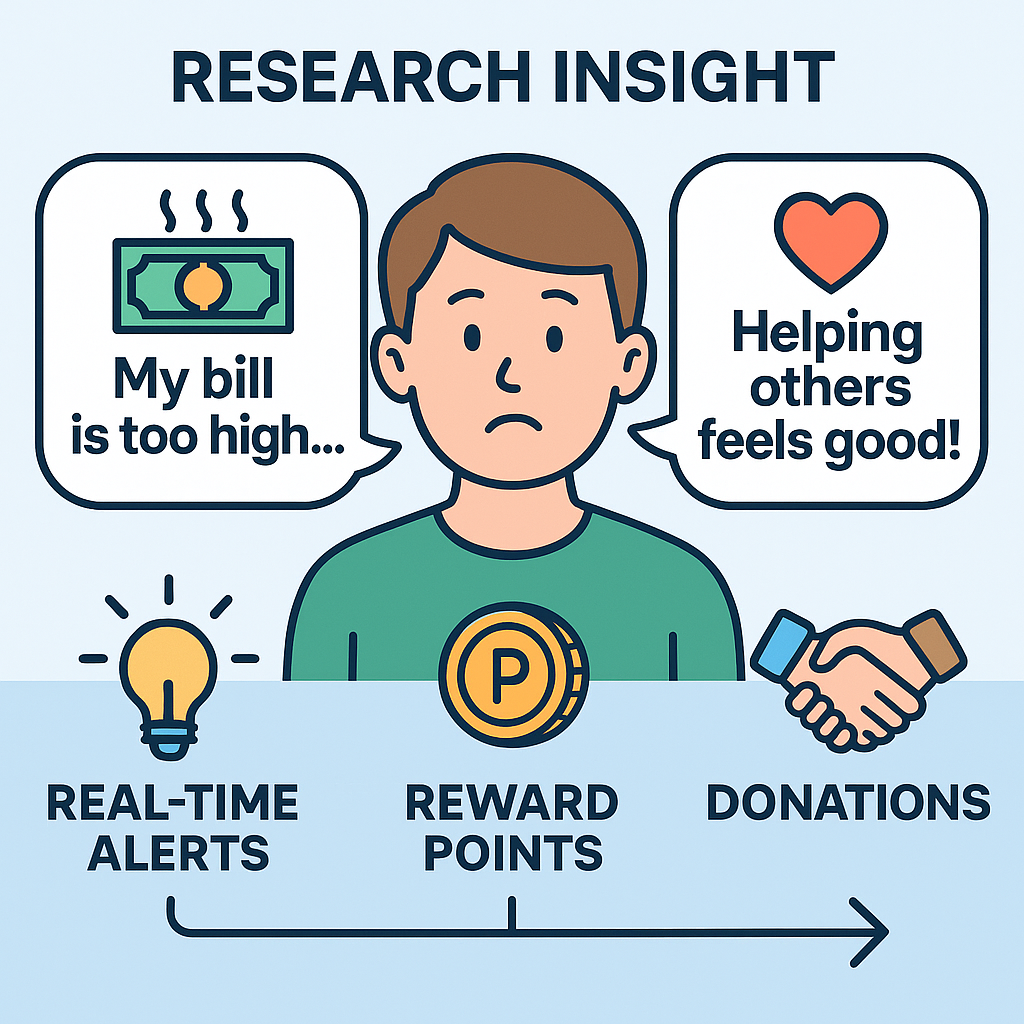 RESEARCH INSIGHT
My bill
is too high...
Helping
others
feels good!
P
REAL-TIME
ALERTS
REWARD
POINTS
DONATIONS